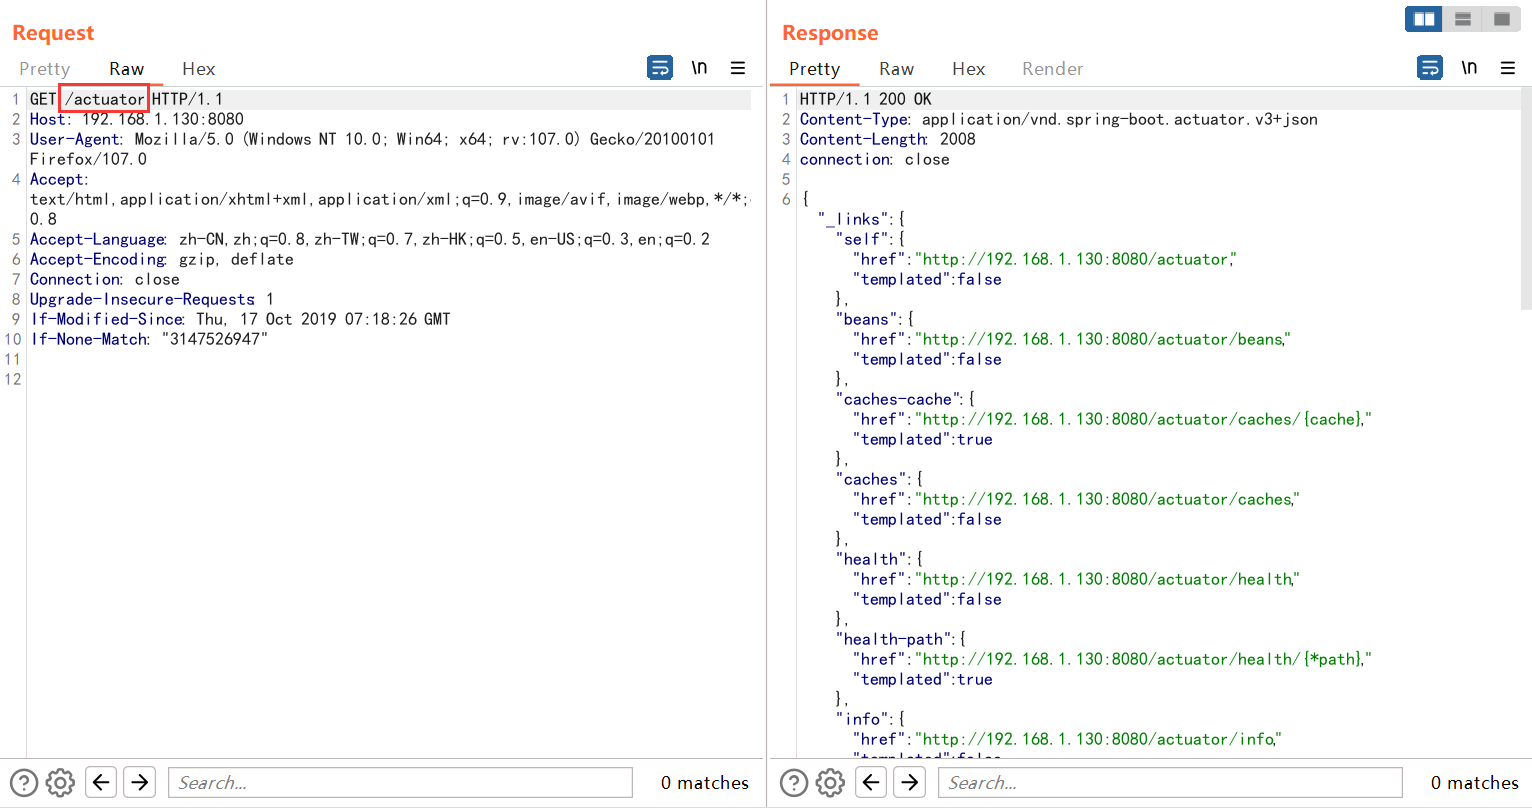 Request
Pretty Raw Hex \n
1 GET /actuator HTTP/1.1
2 Host: 192.168.1.130:8080
3 User-Agent: Mozilla/5.0 (Windows NT 10.0; Win64; x64; rv:107.0) Gecko/20100101
Firefox/107.0
4 Accept:
text/html,application/xhtml+xml,application/xml;q=0.9,image/avif,image/webp,*/*;
0.8
5 Accept-Language: zh-CN,zh;q=0.8,zh-TW;q=0.7,zh-HK;q=0.5,en-US;q=0.3,en;q=0.2
6 Accept-Encoding: gzip, deflate
7 Connection: close
8 Upgrade-Insecure-Requests: 1
9 If-Modified-Since: Thu, 17 Oct 2019 07:18:26 GMT
10 If-None-Match: "3147526947"
11
12
Search...
0 matches
Response
Pretty Raw Hex Render \n
1 HTTP/1.1 200 OK
2 Content-Type: application/vnd.spring-boot.actuator.v3+json
3 Content-Length: 2008
4 connection: close
5
6 {
"_links":{
"self":{
"href":"http://192.168.1.130:8080/actuator,"
"templated":false
},
"beans":{
"href":"http://192.168.1.130:8080/actuator/beans,"
"templated":false
},
"caches-cache":{
"href":"http://192.168.1.130:8080/actuator/caches/{cache},"
"templated":true
},
"caches":{
"href":"http://192.168.1.130:8080/actuator/caches,"
"templated":false
},
"health":{
"href":"http://192.168.1.130:8080/actuator/health,"
"templated":false
},
"health-path":{
"href":"http://192.168.1.130:8080/actuator/health/{*path},"
"templated":true
},
"info":{
"href":"http://192.168.1.130:8080/actuator/info,"
"templated":false
Search...
0 matches